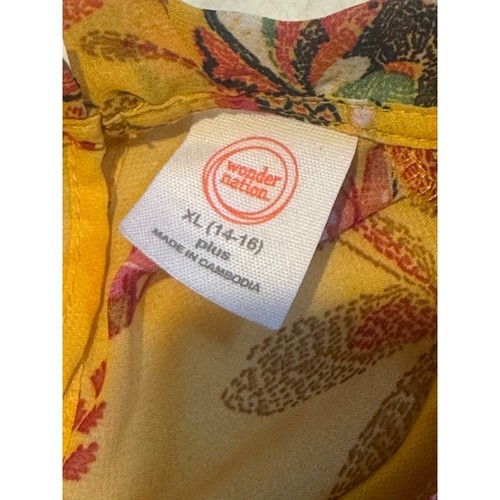 wonder
nation.
XL (14-16)
plus
MADE IN CAMBODIA